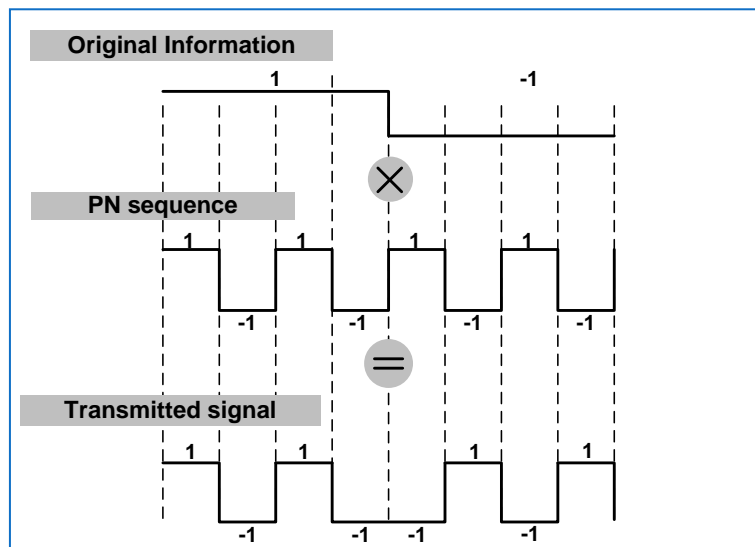 Original Information
1 -1
×
PN sequence
1 1 1 1
-1 -1 -1 -1
=
Transmitted signal
1 1 1 1
-1 -1 -1 -1